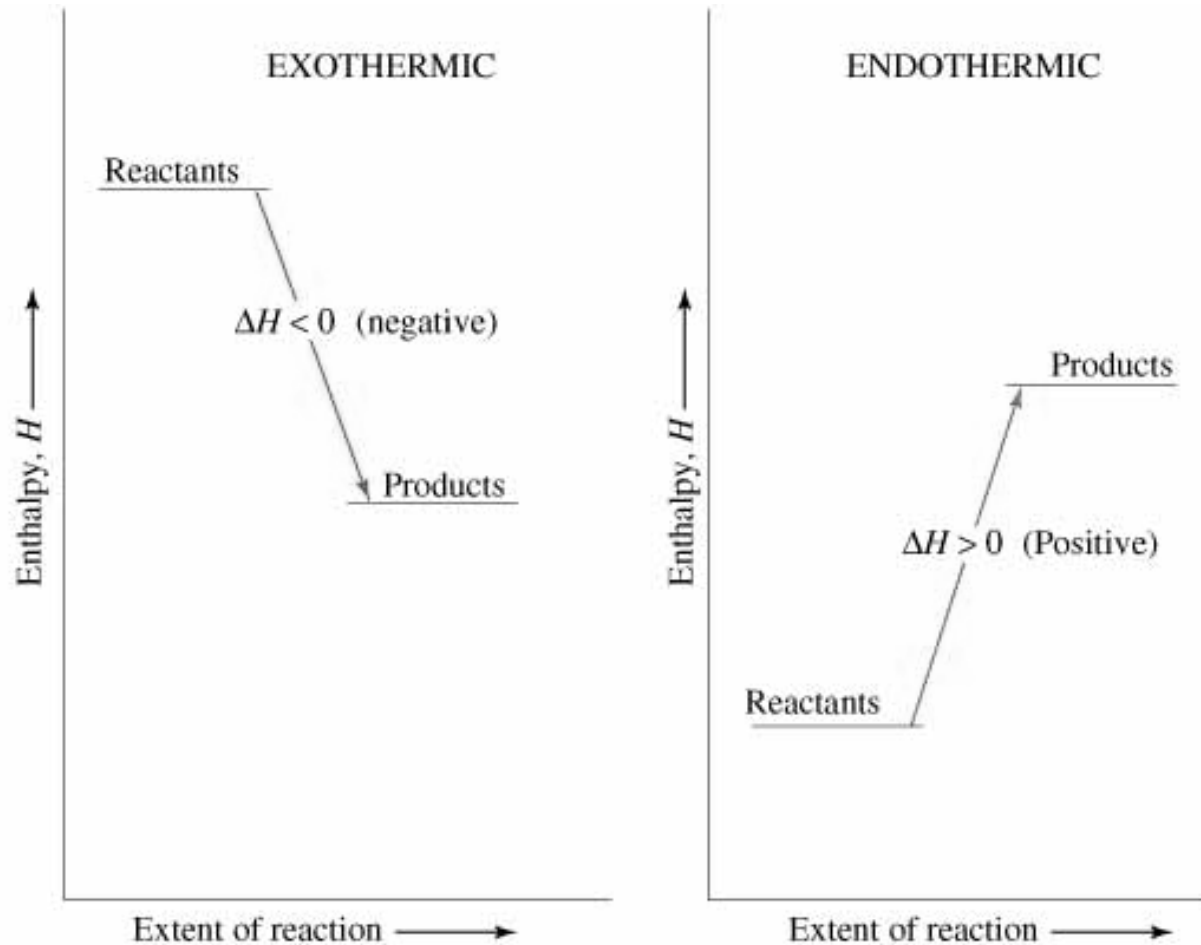 EXOTHERMIC
Reactants
ΔH < 0 (negative)
Products
Enthalpy, H
Extent of reaction
ENDOTHERMIC
Products
ΔH > 0 (Positive)
Reactants
Enthalpy, H
Extent of reaction